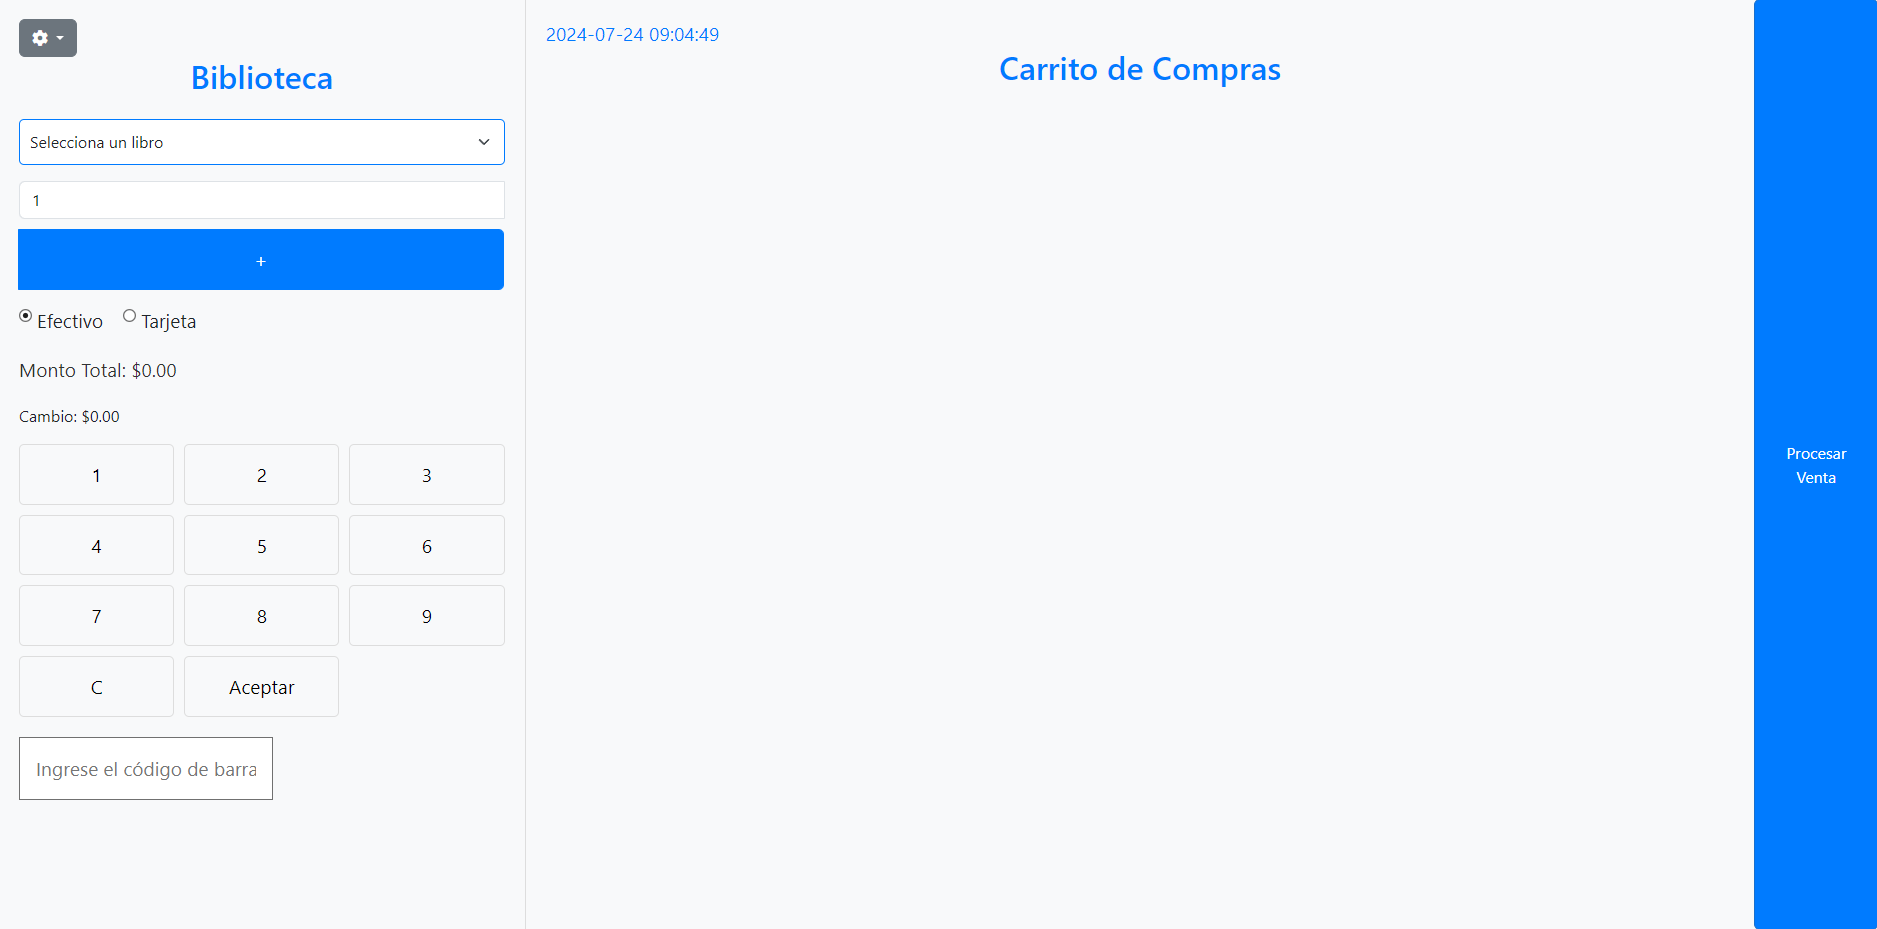 Biblioteca
Selecciona un libro
1
+
Efectivo Tarjeta
Monto Total: $0.00
Cambio: $0.00
1 2 3
4 5 6
7 8 9
C Aceptar
Ingrese el código de barra
2024-07-24 09:04:49
Carrito de Compras
Procesar
Venta